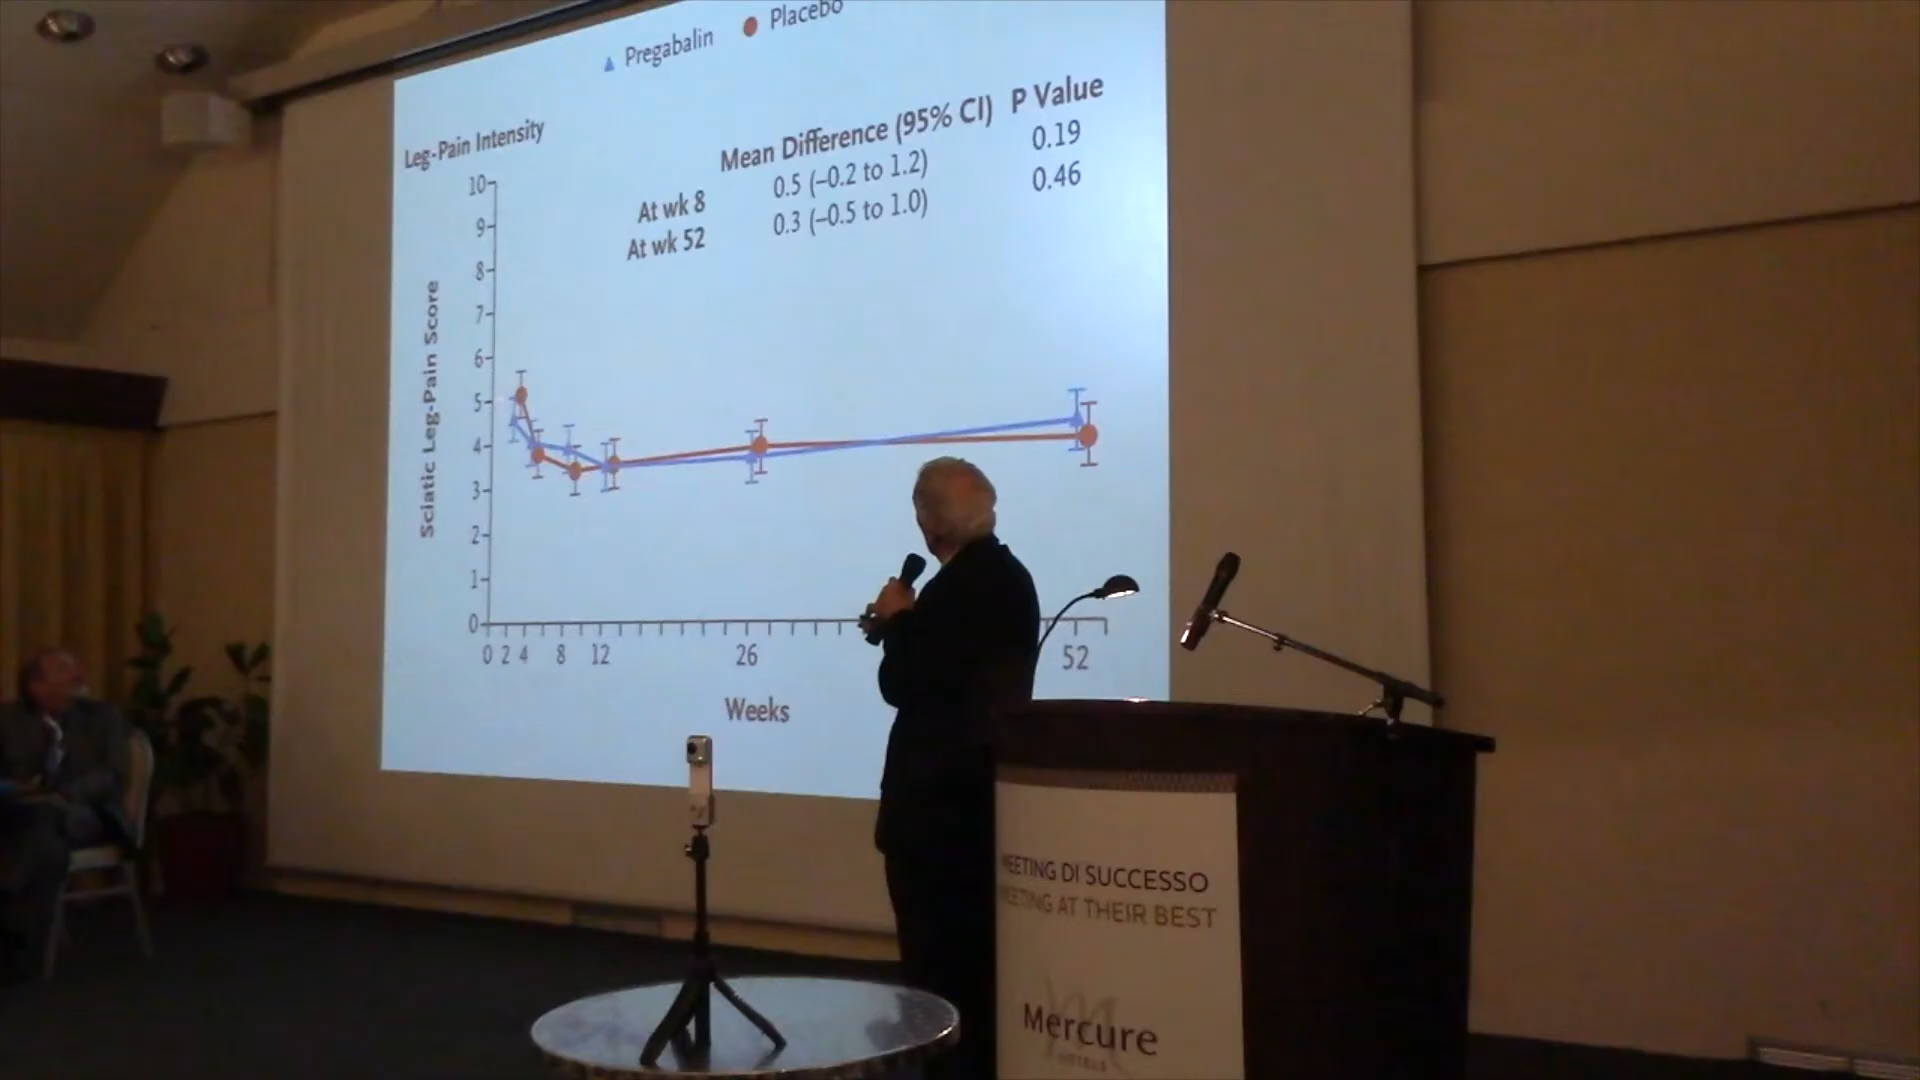 Pregabalin Placebo
Leg-Pain Intensity
Mean Difference (95% CI) P Value
At wk 8 0.5 (–0.2 to 1.2) 0.19
At wk 52 0.3 (–0.5 to 1.0) 0.46
Sciatic Leg-Pain Score
10
9
8
7
6
5
4
3
2
1
0
0 2 4 8 12 26 52
Weeks
MEETING DI SUCCESSO
MEETING AT THEIR BEST
Mercure
HOTELS